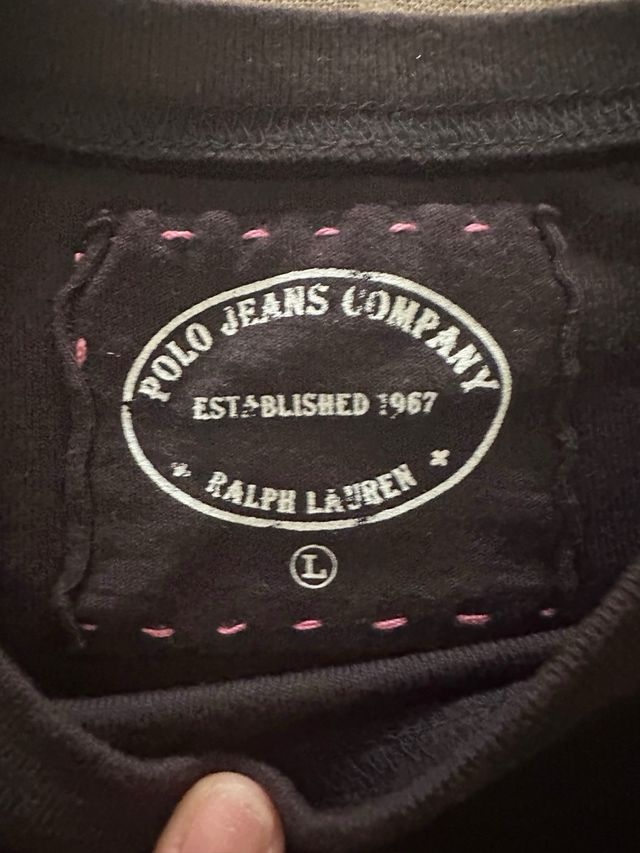 POLO JEANS COMPANY
ESTABLISHED 1967
RALPH LAUREN
L